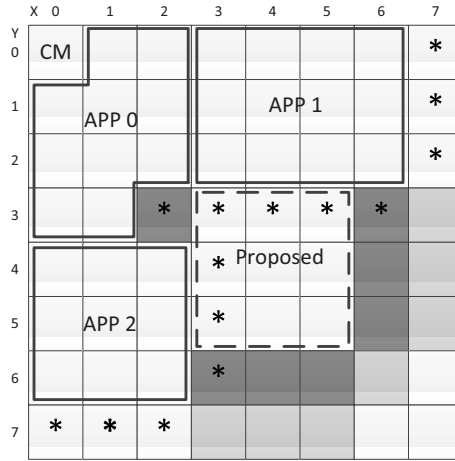 X 0 1 2 3 4 5 6 7
Y
0 CM *
1 APP 0 APP 1 *
2 *
3 * * * * *
4 * Proposed
5 APP 2 *
6 *
7 * * *